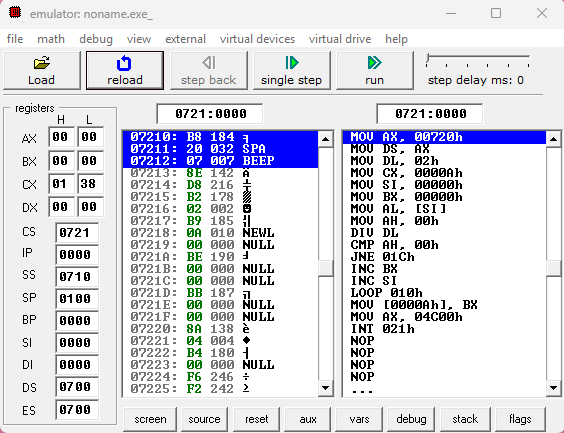 emulator: noname.exe_
file math debug view external virtual devices virtual drive help
Load reload step back single step run step delay ms: 0
registers
H L
AX 00 00
BX 00 00
CX 01 38
DX 00 00
CS 0721
IP 0000
SS 0710
SP 0100
BP 0000
SI 0000
DI 0000
DS 0700
ES 0700
0721:0000
07210: B8 184 ╕
07211: 20 032 SPA
07212: 07 007 BEEP
07213: 8E 142 Ä
07214: D8 216 ╪
07215: B2 178 ▓
07216: 02 002 ☻
07217: B9 185 ╣
07218: 0A 010 NEWL
07219: 00 000 NULL
0721A: BE 190 ╛
0721B: 00 000 NULL
0721C: 00 000 NULL
0721D: BB 187 ╗
0721E: 00 000 NULL
0721F: 00 000 NULL
07220: 8A 138 è
07221: 04 004 ♦
07222: B4 180 ┤
07223: 00 000 NULL
07224: F6 246 ÷
07225: F2 242 ≥
0721:0000
MOV AX, 00720h
MOV DS, AX
MOV DL, 02h
MOV CX, 0000Ah
MOV SI, 00000h
MOV BX, 00000h
MOV AL, [SI]
MOV AH, 00h
DIV DL
CMP AH, 00h
JNE 01Ch
INC BX
INC SI
LOOP 010h
MOV [0000Ah], BX
MOV AX, 04C00h
INT 021h
NOP
NOP
NOP
NOP
...
screen source reset aux vars debug stack flags